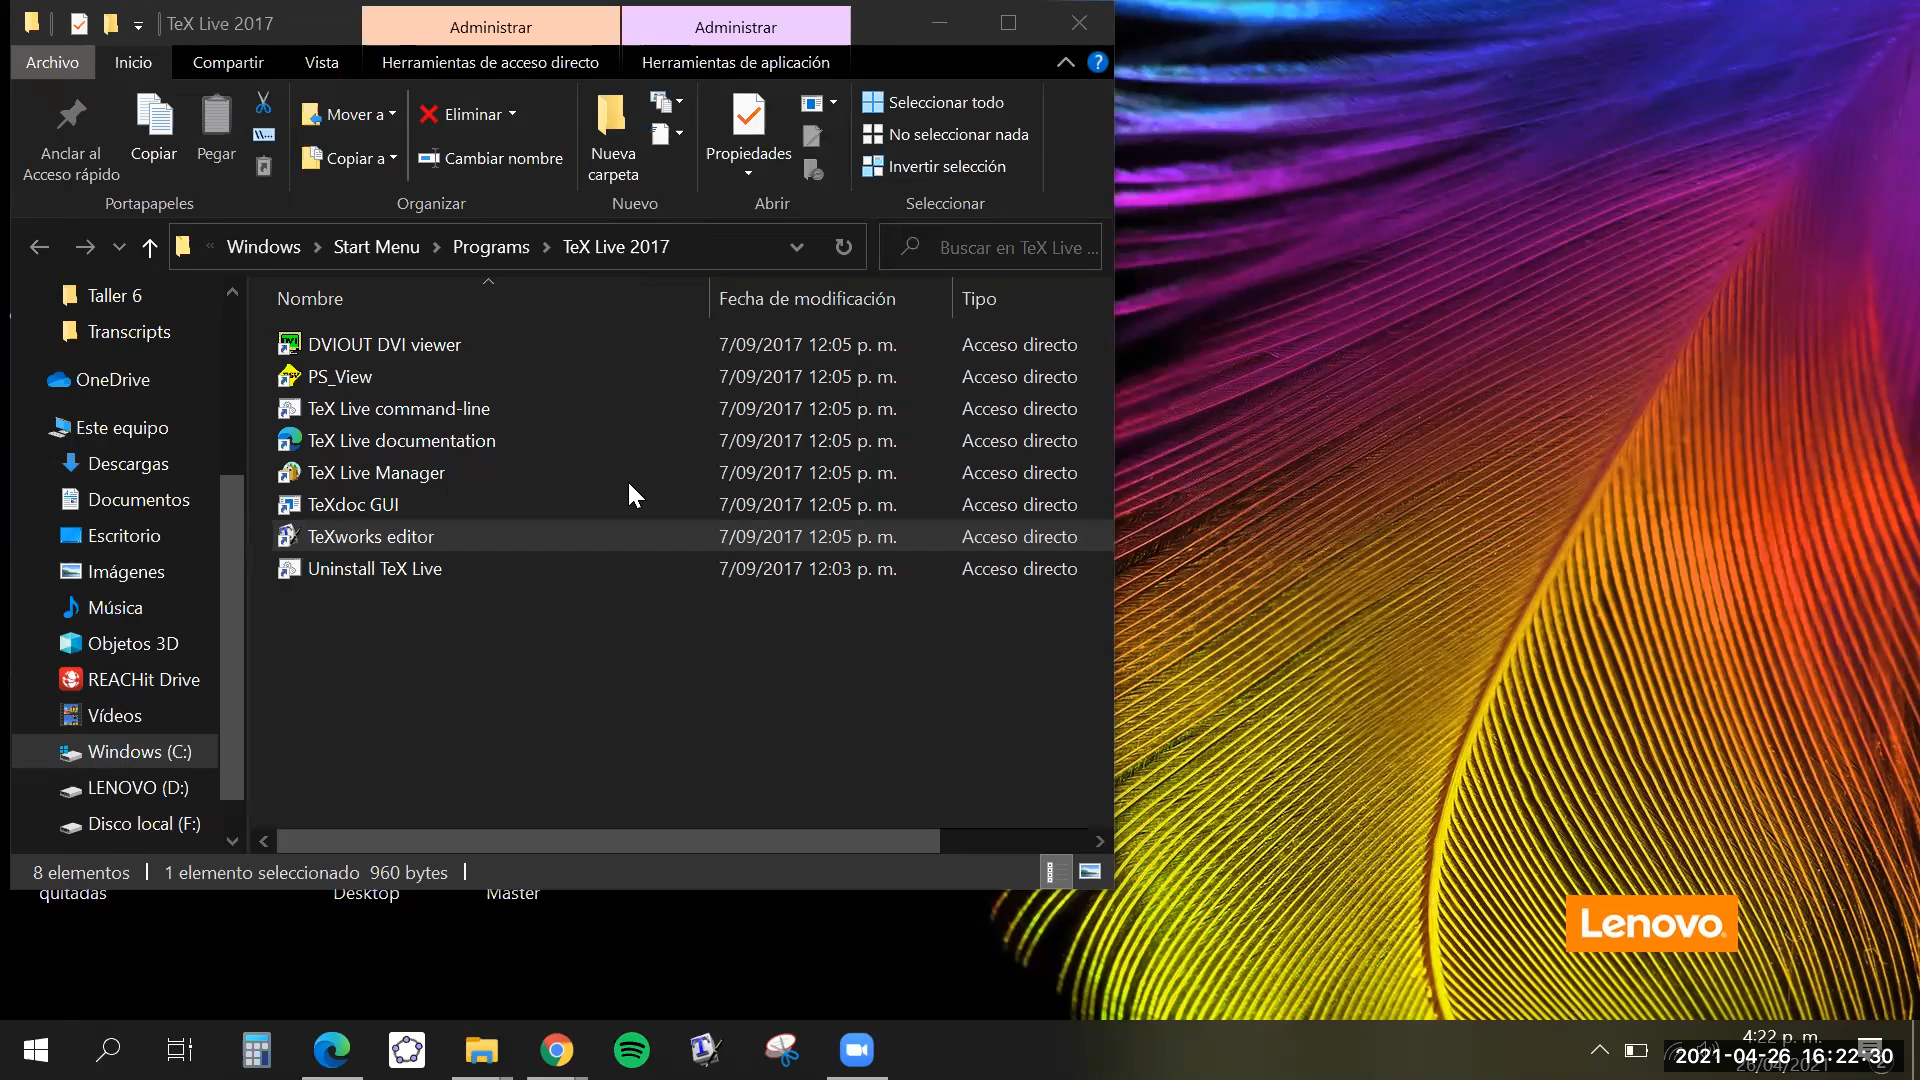 TeX Live 2017
Administrar
Administrar
Archivo
Inicio
Compartir
Vista
Herramientas de acceso directo
Herramientas de aplicación
Anclar al
Acceso rápido
Copiar
Pegar
Mover a
Copiar a
Eliminar
Cambiar nombre
Nueva
carpeta
Propiedades
Seleccionar todo
No seleccionar nada
Invertir selección
Portapapeles
Organizar
Nuevo
Abrir
Seleccionar
« Windows > Start Menu > Programs > TeX Live 2017
Buscar en TeX Live ...
Taller 6
Transcripts
OneDrive
Este equipo
Descargas
Documentos
Escritorio
Imágenes
Música
Objetos 3D
REACHit Drive
Vídeos
Windows (C:)
LENOVO (D:)
Disco local (F:)
Nombre Fecha de modificación Tipo
DVIOUT DVI viewer 7/09/2017 12:05 p. m. Acceso directo
PS_View 7/09/2017 12:05 p. m. Acceso directo
TeX Live command-line 7/09/2017 12:05 p. m. Acceso directo
TeX Live documentation 7/09/2017 12:05 p. m. Acceso directo
TeX Live Manager 7/09/2017 12:05 p. m. Acceso directo
TeXdoc GUI 7/09/2017 12:05 p. m. Acceso directo
TeXworks editor 7/09/2017 12:05 p. m. Acceso directo
Uninstall TeX Live 7/09/2017 12:03 p. m. Acceso directo
8 elementos 1 elemento seleccionado 960 bytes
quitadas Desktop Master
Lenovo
4:22 p. m.
2021-04-26 16:22:30
26/04/2021